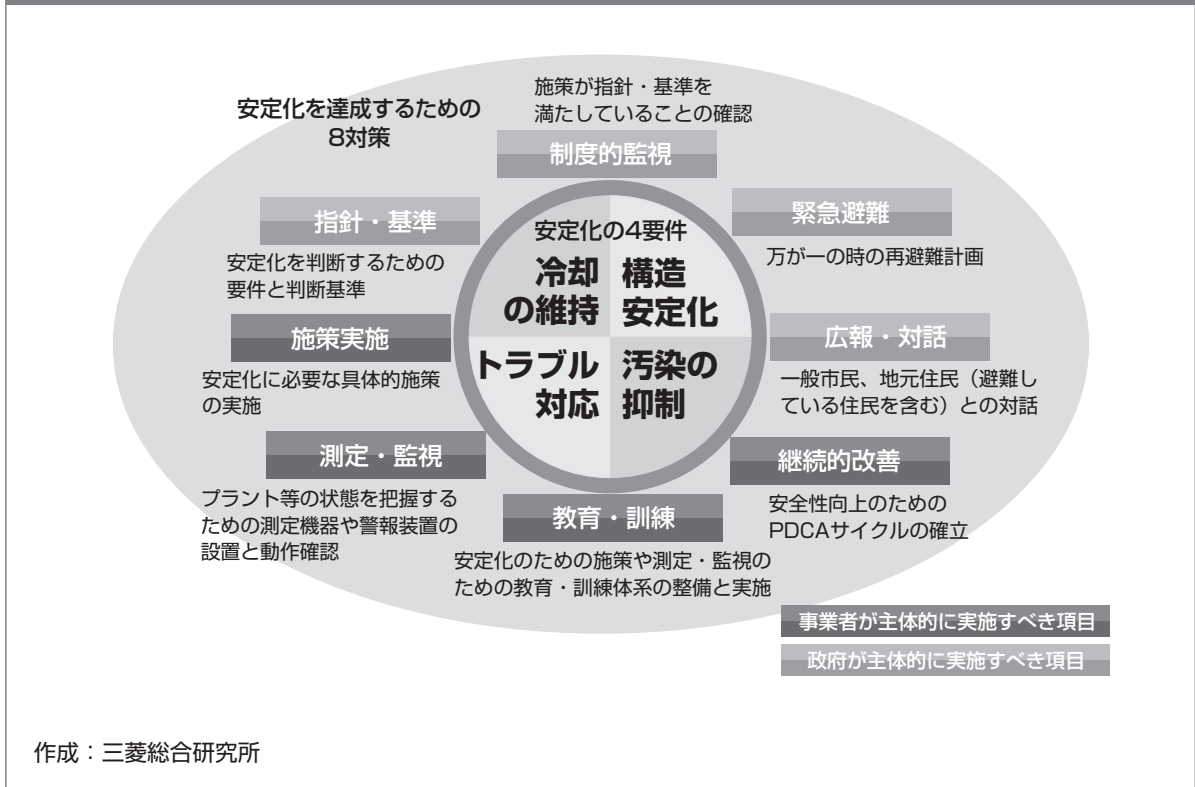 安定化を達成するための
8対策
施策が指針・基準を
満たしていることの確認
制度的監視
緊急避難
万が一の時の再避難計画
広報・対話
一般市民、地元住民（避難し
ている住民を含む）との対話
継続的改善
安全性向上のための
PDCAサイクルの確立
教育・訓練
安定化のための施策や測定・監視の
ための教育・訓練体系の整備と実施
測定・監視
プラント等の状態を把握する
ための測定機器や警報装置の
設置と動作確認
施策実施
安定化に必要な具体的施策
の実施
指針・基準
安定化を判断するための
要件と判断基準
安定化の4要件
冷却
の維持
構造
安定化
トラブル
対応
汚染の
抑制
事業者が主体的に実施すべき項目
政府が主体的に実施すべき項目
作成：三菱総合研究所